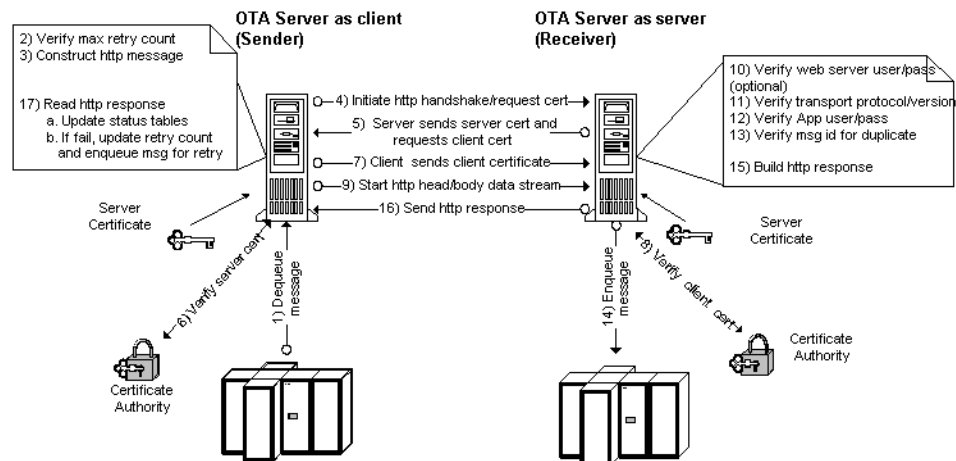 OTA Server as client
(Sender)
OTA Server as server
(Receiver)
2) Verify max retry count
3) Construct http message
17) Read http response
a. Update status tables
b. If fail, update retry count
and enqueue msg for retry
4) Initiate http handshake/request cert
5) Server sends server cert and
requests client cert
7) Client sends client certificate
9) Start http head/body data stream
16) Send http response
10) Verify web server user/pass
(optional)
11) Verify transport protocol/version
12) Verify App user/pass
13) Verify msg id for duplicate
15) Build http response
Server
Certificate
Server
Certificate
6) Verify server cert
1) Dequeue
message
14) Enqueue
message
8) Verify client cert
Certificate
Authority
Certificate
Authority